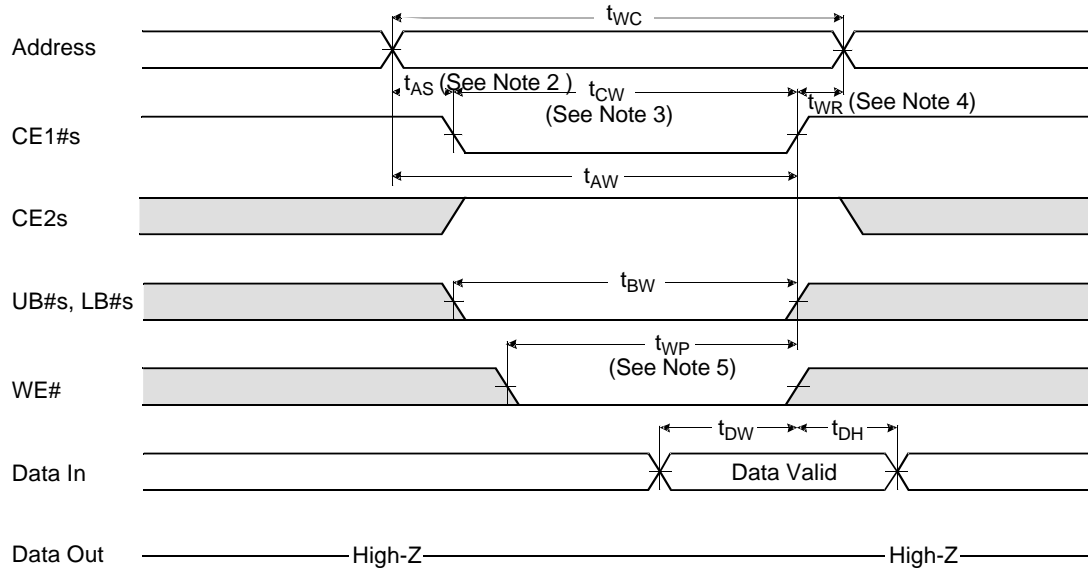 tWC
Address
tAS (See Note 2 ) tCW tWR (See Note 4)
(See Note 3)
CE1#s
tAW
CE2s
tBW
UB#s, LB#s
tWP
(See Note 5)
WE#
tDW tDH
Data In Data Valid
Data Out High-Z High-Z